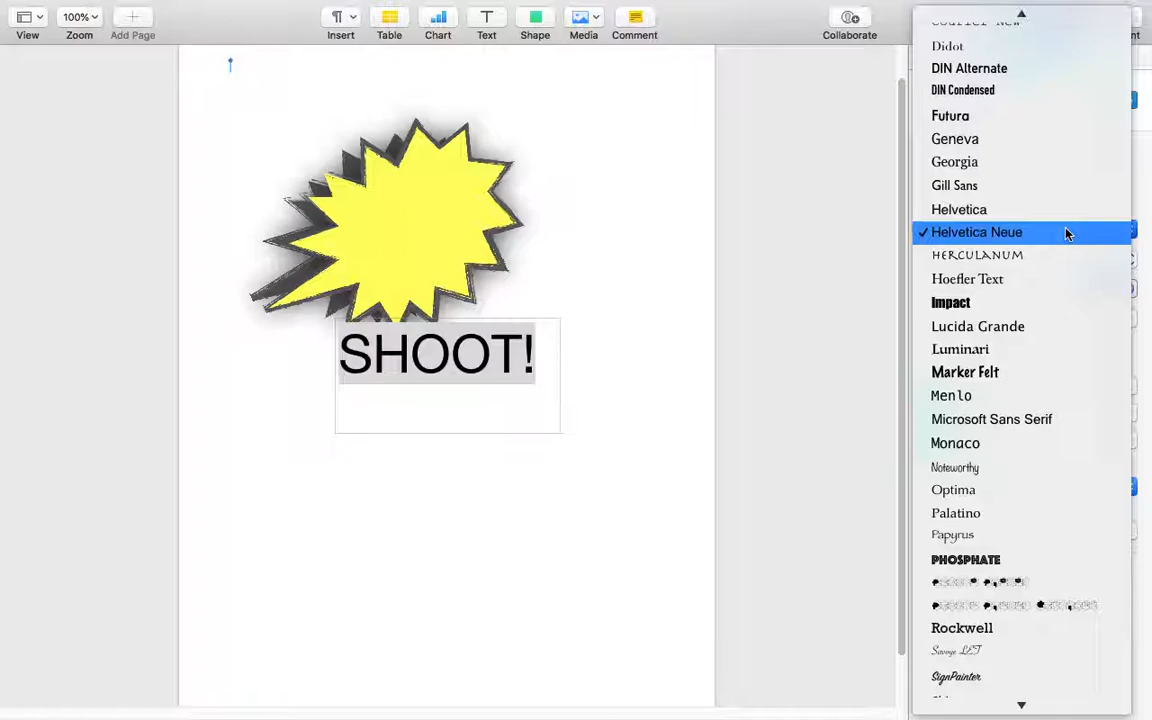 View
100%
Zoom
Add Page
Insert
Table
Chart
Text
Shape
Media
Comment
Collaborate
Courier New
Didot
DIN Alternate
DIN Condensed
Futura
Geneva
Georgia
Gill Sans
Helvetica
✓ Helvetica Neue
HERCULANUM
Hoefler Text
Impact
Lucida Grande
Luminari
Marker Felt
Menlo
Microsoft Sans Serif
Monaco
Noteworthy
Optima
Palatino
Papyrus
PHOSPHATE
Rockwell
Savoye LET
SignPainter
SHOOT!